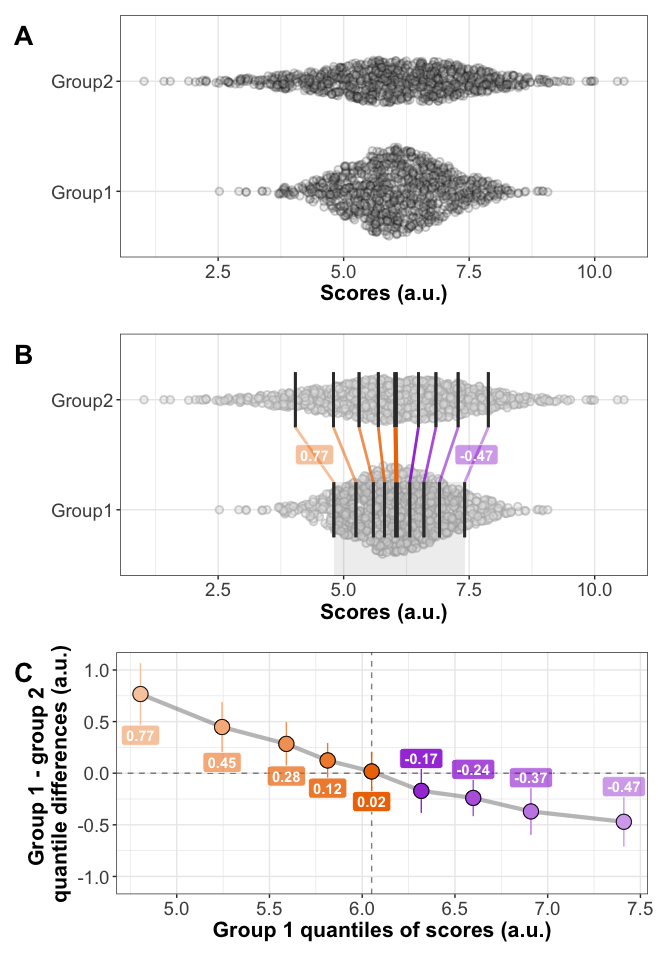 A
Group2
Group1
2.5 5.0 7.5 10.0
Scores (a.u.)
B
Group2
0.77 -0.47
Group1
2.5 5.0 7.5 10.0
Scores (a.u.)
C
Group 1 - group 2
quantile differences (a.u.)
1.0
0.5
0.0
-0.5
-1.0
0.77
0.45
0.28
0.12
0.02
-0.17
-0.24
-0.37
-0.47
5.0 5.5 6.0 6.5 7.0 7.5
Group 1 quantiles of scores (a.u.)